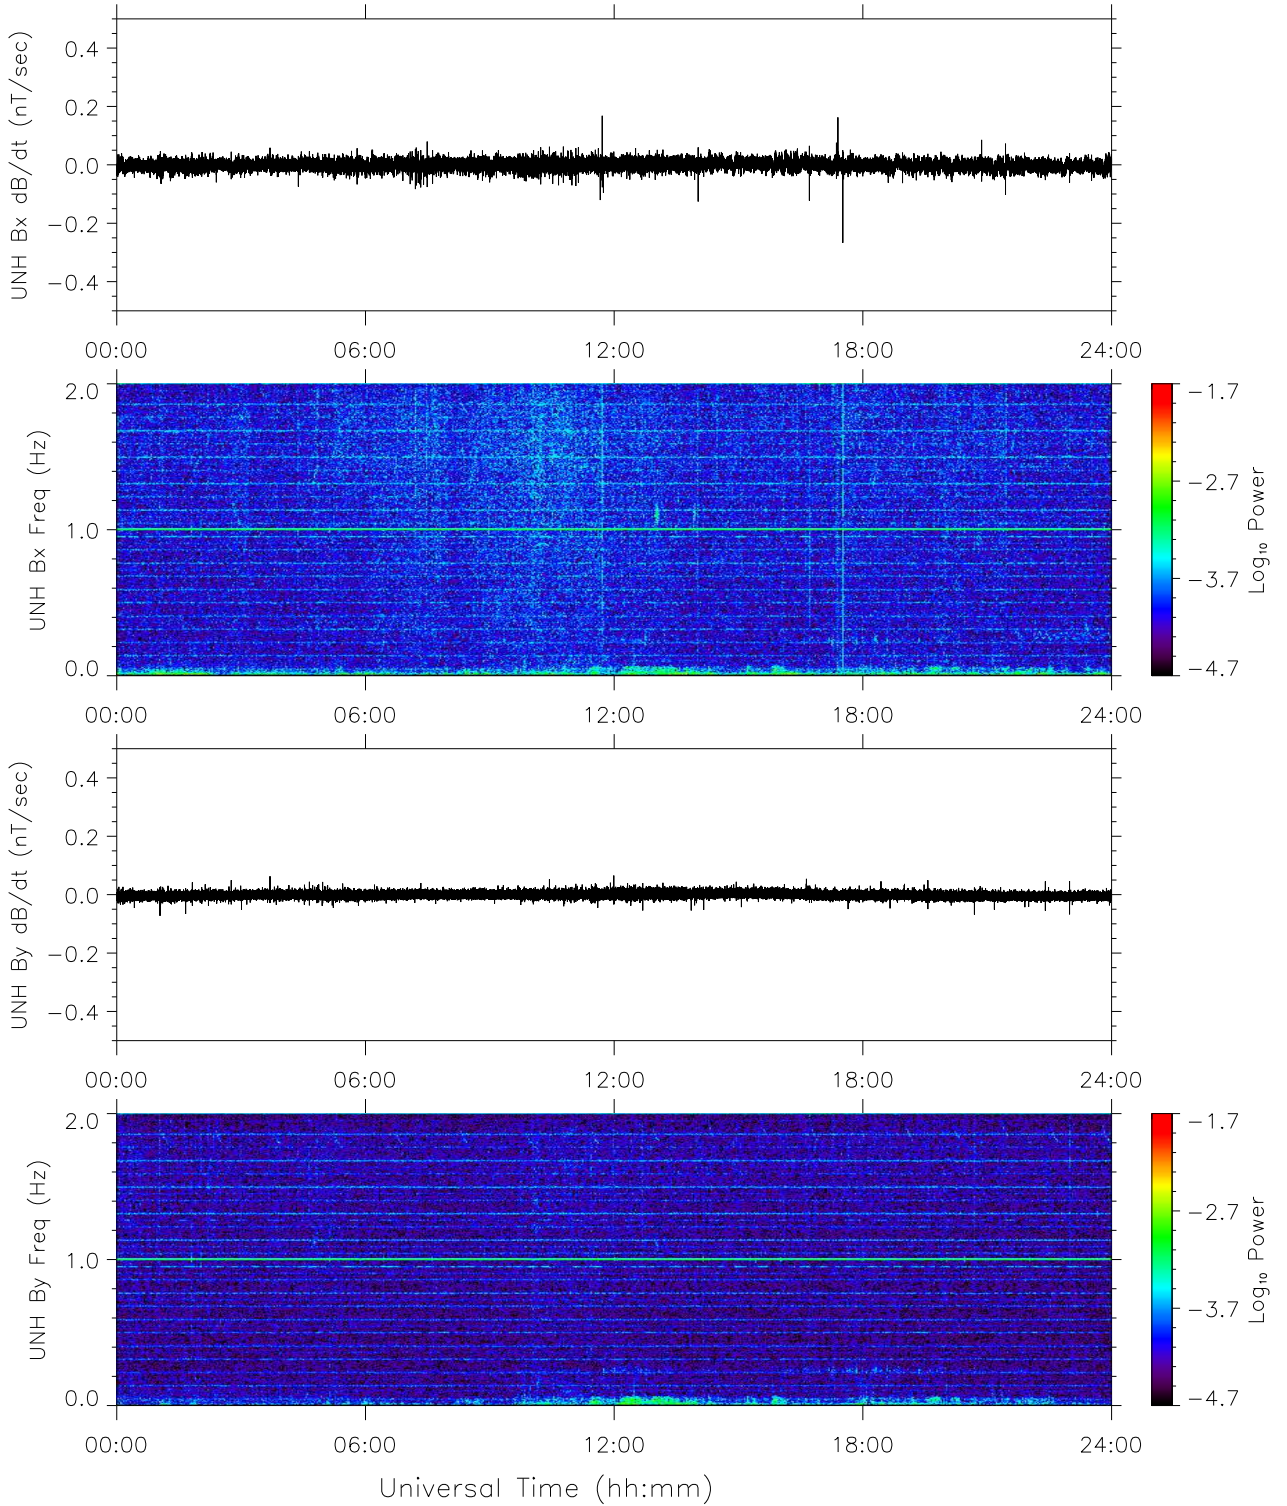 UNH Bx dB/dt (nT/sec)
0.4
0.2
0.0
−0.2
−0.4
00:00 06:00 12:00 18:00 24:00
UNH Bx Freq (Hz)
2.0
1.0
0.0
−1.7
−2.7
−3.7
−4.7
Log₁₀ Power
00:00 06:00 12:00 18:00 24:00
UNH By dB/dt (nT/sec)
0.4
0.2
0.0
−0.2
−0.4
00:00 06:00 12:00 18:00 24:00
UNH By Freq (Hz)
2.0
1.0
0.0
−1.7
−2.7
−3.7
−4.7
Log₁₀ Power
00:00 06:00 12:00 18:00 24:00
Universal Time (hh:mm)